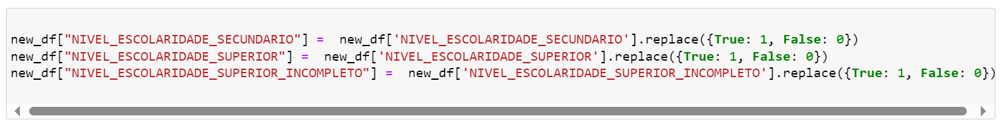 new_df["NIVEL_ESCOLARIDADE_SECUNDARIO"] =  new_df['NIVEL_ESCOLARIDADE_SECUNDARIO'].replace({True: 1, False: 0})
new_df["NIVEL_ESCOLARIDADE_SUPERIOR"] =  new_df['NIVEL_ESCOLARIDADE_SUPERIOR'].replace({True: 1, False: 0})
new_df["NIVEL_ESCOLARIDADE_SUPERIOR_INCOMPLETO"] =  new_df['NIVEL_ESCOLARIDADE_SUPERIOR_INCOMPLETO'].replace({True: 1, False: 0})